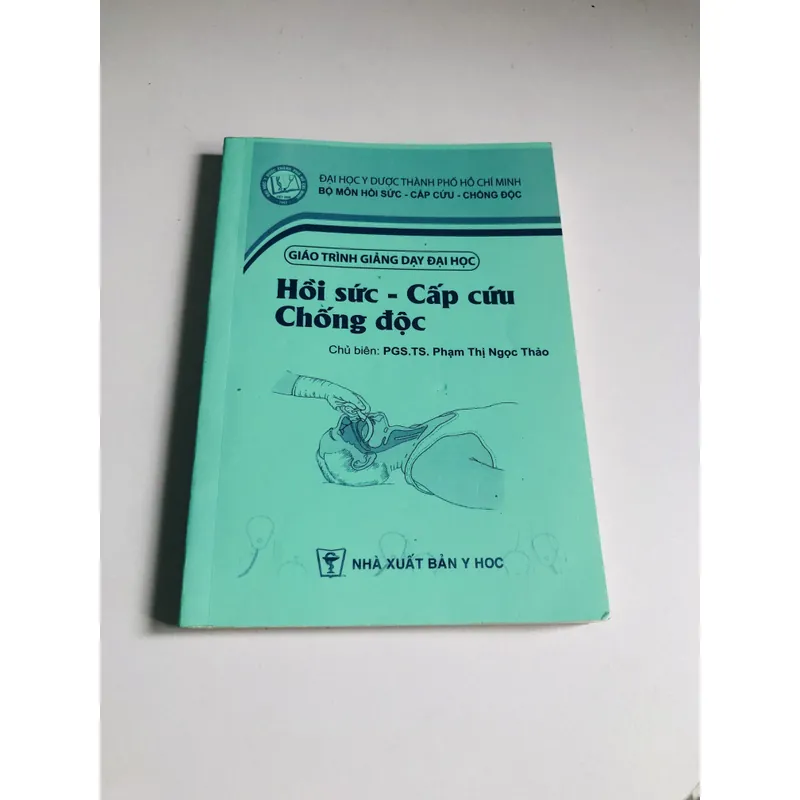 ĐẠI HỌC Y DƯỢC THÀNH PHỐ HỒ CHÍ MINH
BỘ MÔN HỒI SỨC - CẤP CỨU - CHỐNG ĐỘC
GIÁO TRÌNH GIẢNG DẠY ĐẠI HỌC
Hồi sức - Cấp cứu
Chống độc
Chủ biên: PGS.TS. Phạm Thị Ngọc Thảo
NHÀ XUẤT BẢN Y HỌC